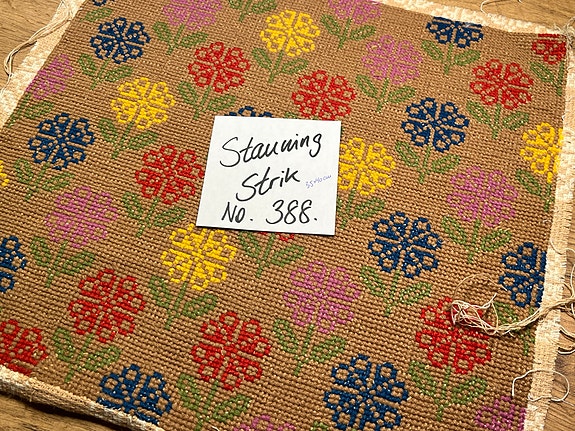 Stauning
Strik
No. 388.